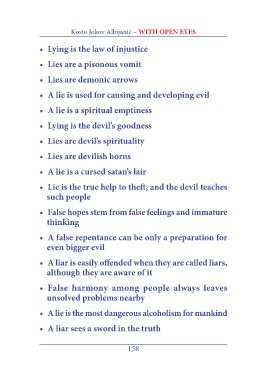 Kosto Jokov Albijanić – WITH OPEN EYES
• Lying is the law of injustice
• Lies are a pisonous vomit
• Lies are demonic arrows
• A lie is used for causing and developing evil
• A lie is a spiritual emptiness
• Lying is the devil's goodness
• Lies are devil's spirituality
• Lies are devilish horns
• A lie is a cursed satan's lair
• Lie is the true help to theft, and the devil teaches
such people
• False hopes stem from false feelings and immature
thinking
• A false repentance can be only a preparation for
even bigger evil
• A liar is easily offended when they are called liars,
although they are aware of it
• False harmony among people always leaves
unsolved problems nearby
• A lie is the most dangerous alcoholism for mankind
• A liar sees a sword in the truth
158